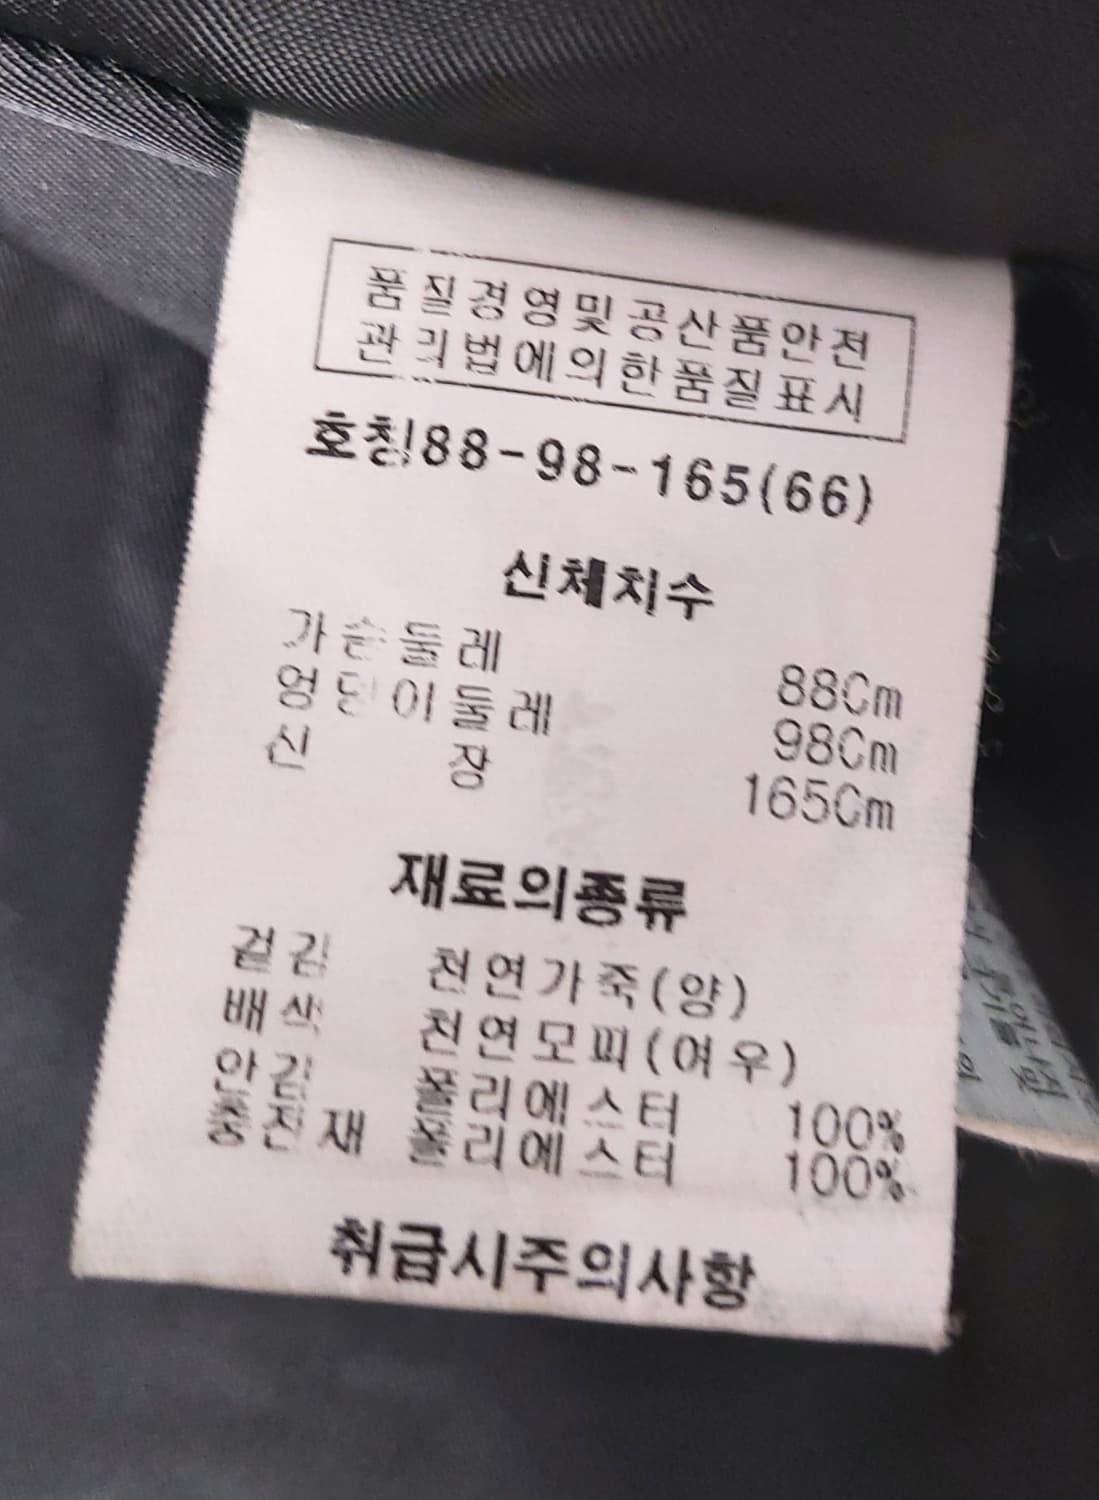 품질경영및공산품안전
관리법에의한품질표시
호칭88-98-165(66)
신체치수
가슴둘레 88Cm
엉덩이둘레 98Cm
신 장 165Cm
재료의종류
겉감 천연가죽(양)
배색 천연모피(여우)
안감 폴리에스터 100%
충전재 폴리에스터 100%
취급시주의사항